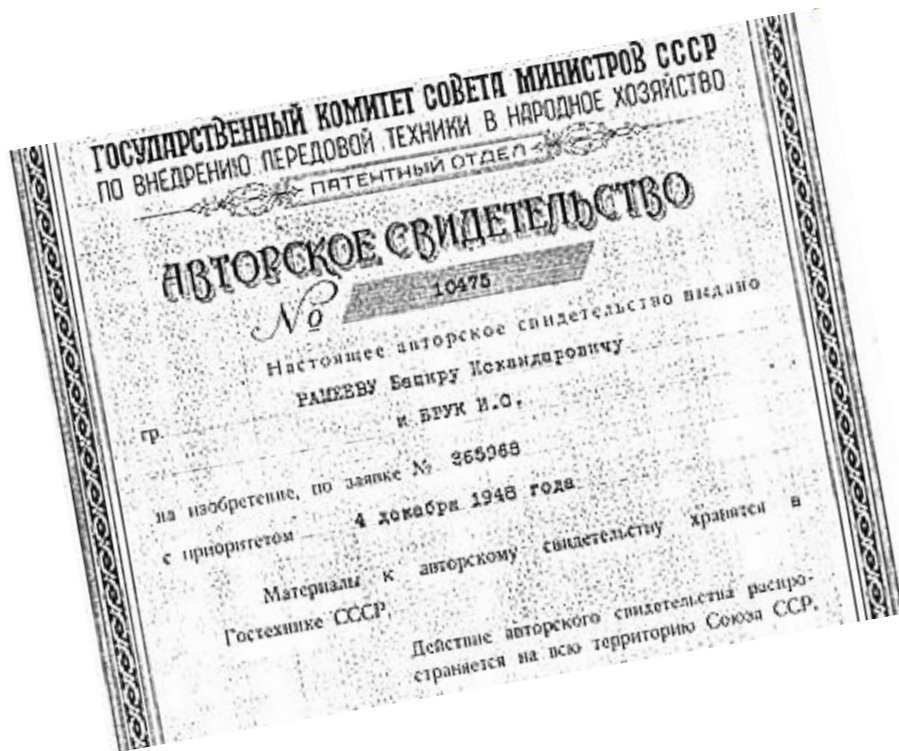 ГОСУДАРСТВЕННЫЙ КОМИТЕТ СОВЕТА МИНИСТРОВ СССР
ПО ВНЕДРЕНИЮ ПЕРЕДОВОЙ ТЕХНИКИ В НАРОДНОЕ ХОЗЯЙСТВО
ПАТЕНТНЫЙ ОТДЕЛ
АВТОРСКОЕ СВИДЕТЕЛЬСТВО
№ 10475
Настоящее авторское свидетельство выдано
гр. РАМЕЕВУ Баширу Искандаровичу
и БРУК И.С.
на изобретение, по заявке № 365968
с приоритетом 4 декабря 1948 года
Материалы к авторскому свидетельству хранятся в
Гостехнике СССР.
Действие авторского свидетельства распро-
страняется на всю территорию Союза ССР.